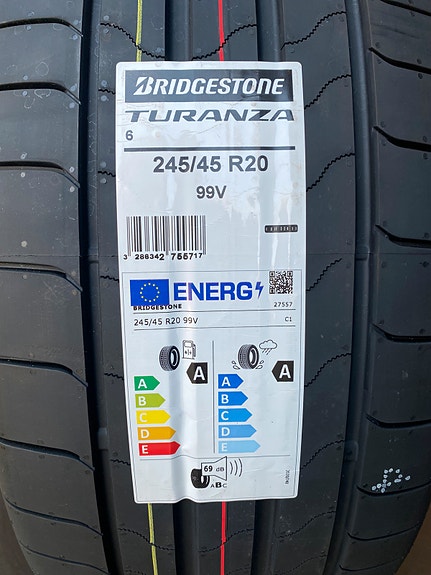 BRIDGESTONE
TURANZA
6
245/45 R20
99V
3 286342 755717
ENERG
BRIDGESTONE
27557
245/45 R20 99V
C1
A
A
A
B
C
D
E
A
B
C
D
E
69 dB
ABC